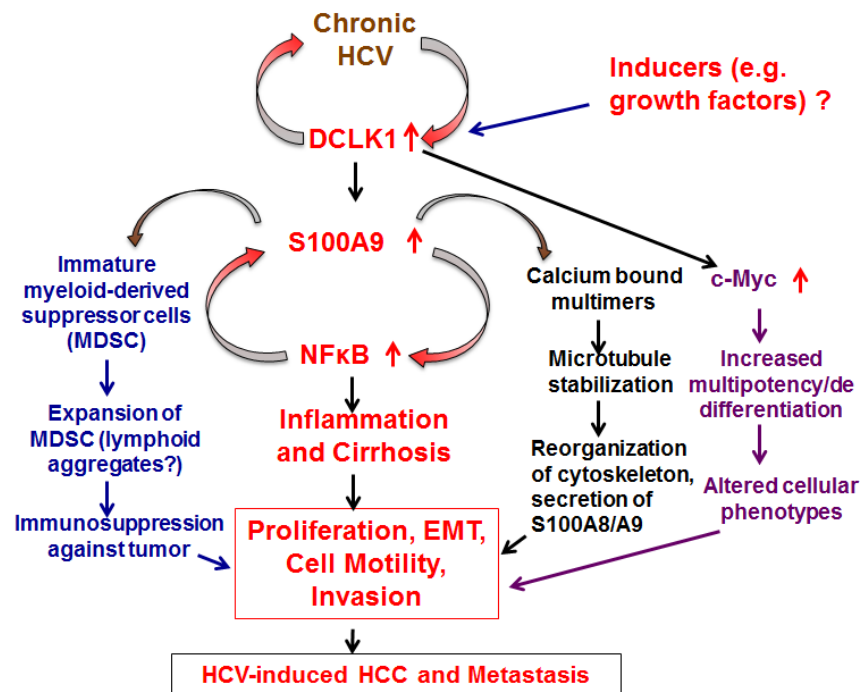 Chronic
HCV
Inducers (e.g.
growth factors) ?
DCLK1
S100A9
Immature
myeloid-derived
suppressor cells
(MDSC)
Expansion of
MDSC (lymphoid
aggregates?)
Immunosuppression
against tumor
NFκB
Inflammation
and Cirrhosis
Calcium bound
multimers
Microtubule
stabilization
Reorganization
of cytoskeleton,
secretion of
S100A8/A9
c-Myc
Increased
multipotency/de
differentiation
Altered cellular
phenotypes
Proliferation, EMT,
Cell Motility,
Invasion
HCV-induced HCC and Metastasis